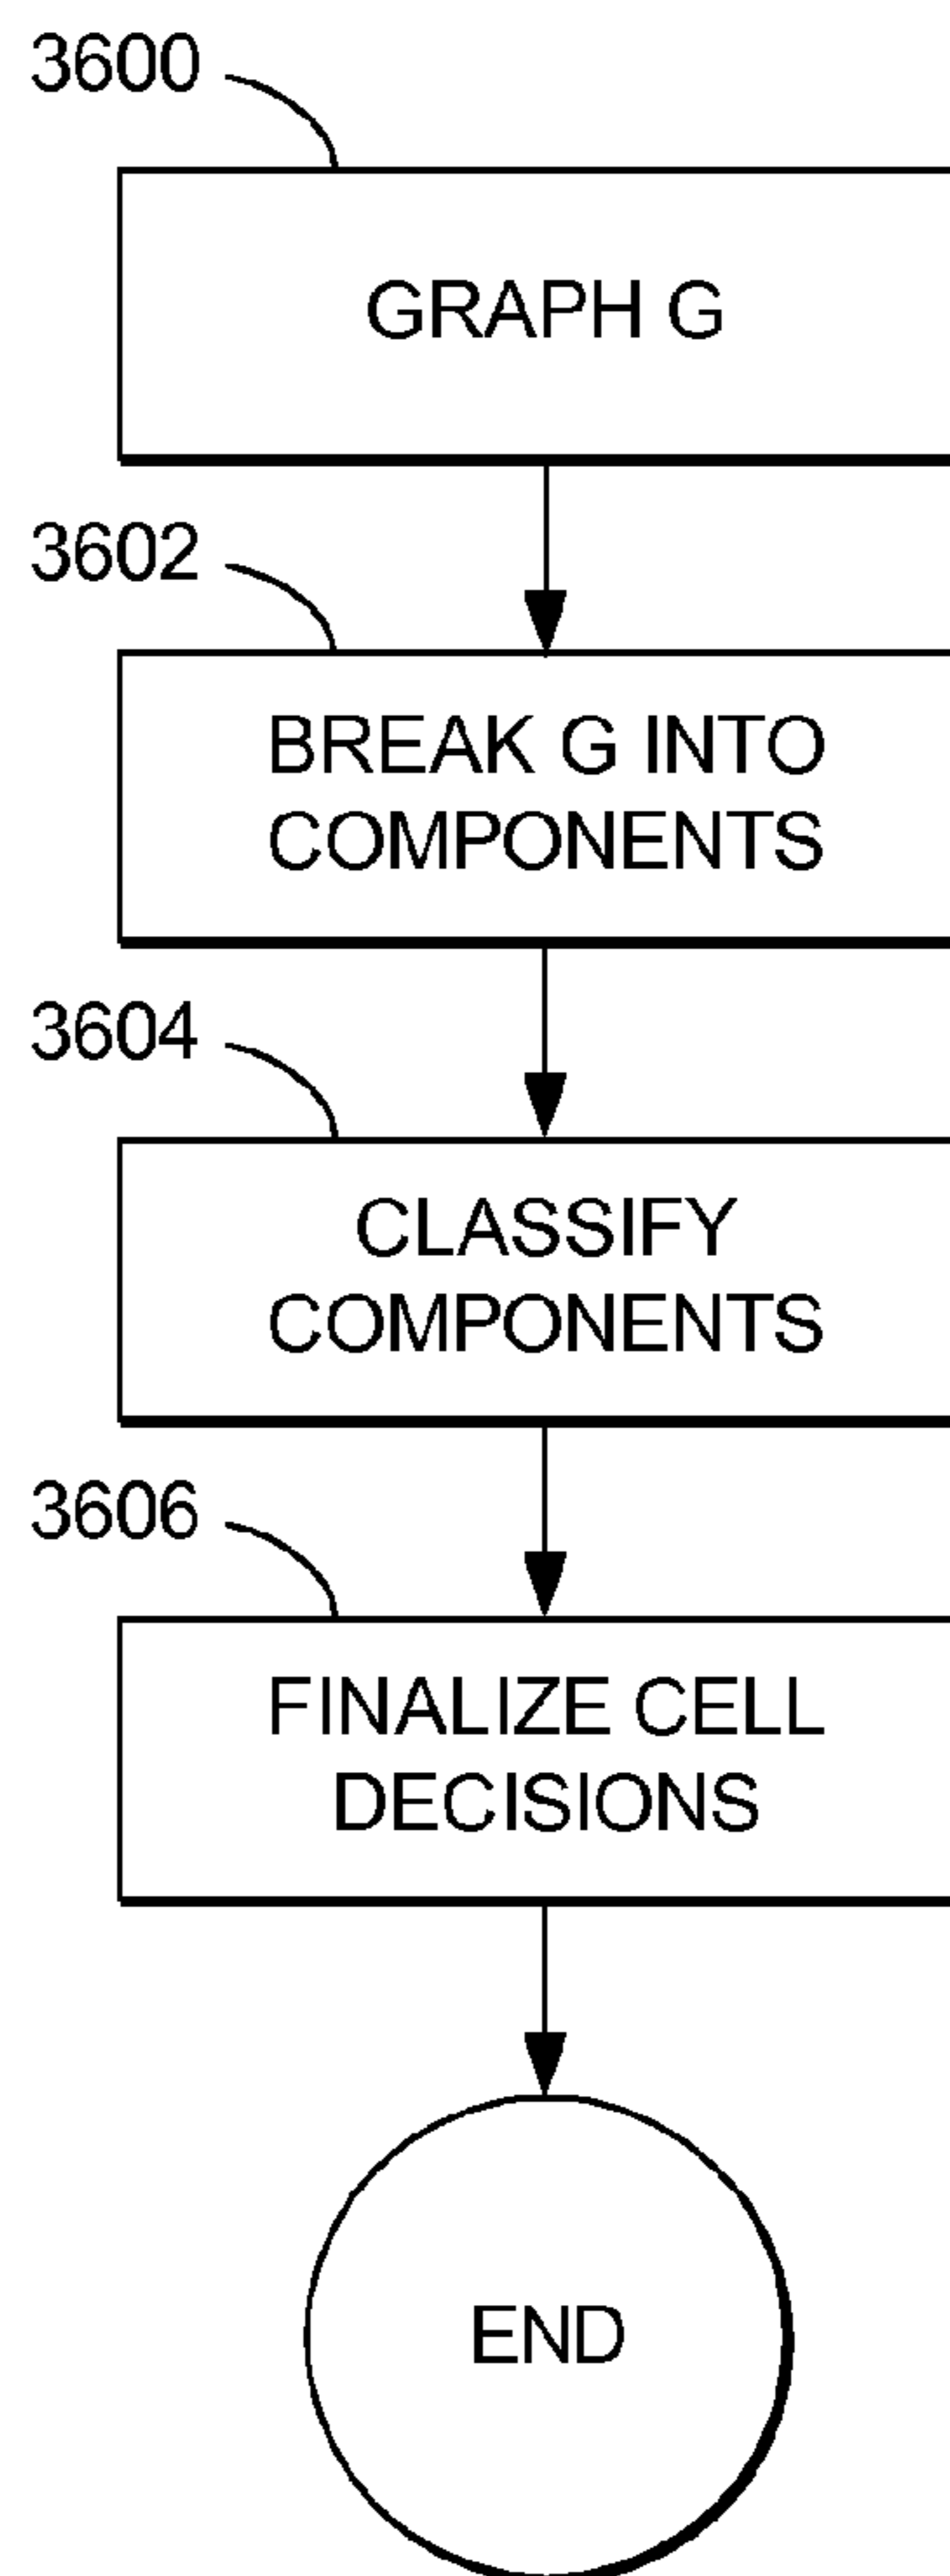 3600
GRAPH G
3602
BREAK G INTO
COMPONENTS
3604
CLASSIFY
COMPONENTS
3606
FINALIZE CELL
DECISIONS
END